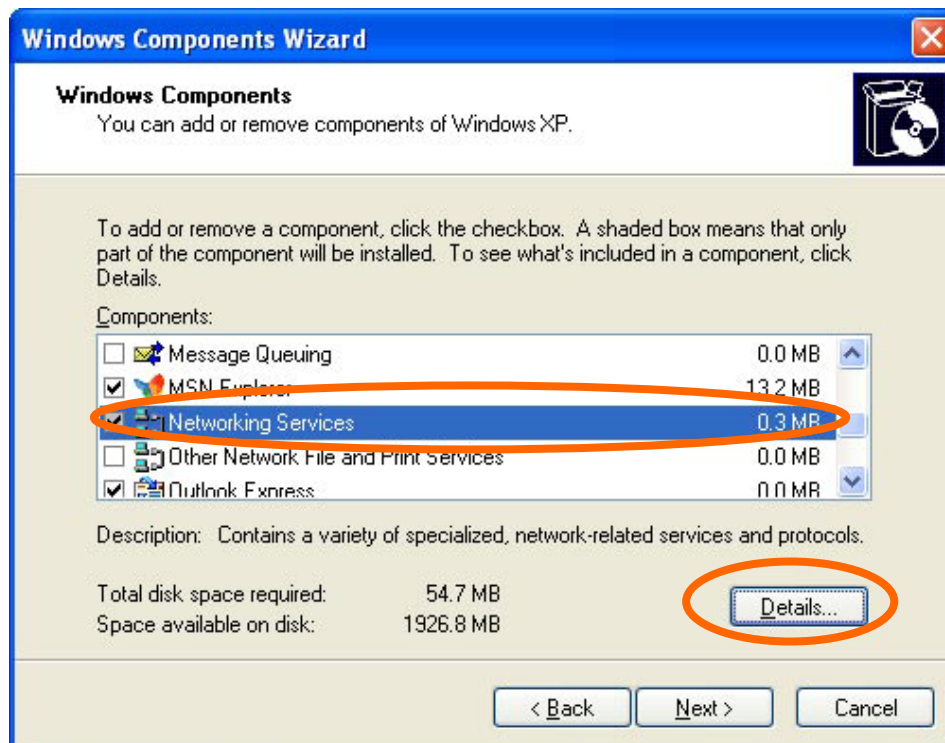 Windows Components Wizard
Windows Components
You can add or remove components of Windows XP.
To add or remove a component, click the checkbox. A shaded box means that only
part of the component will be installed. To see what's included in a component, click
Details.
Components:
Message Queuing 0.0 MB
MSN Explorer 13.2 MB
Networking Services 0.3 MB
Other Network File and Print Services 0.0 MB
Outlook Express 0.0 MB
Description: Contains a variety of specialized, network-related services and protocols.
Total disk space required: 54.7 MB
Space available on disk: 1926.8 MB
Details...
< Back Next > Cancel